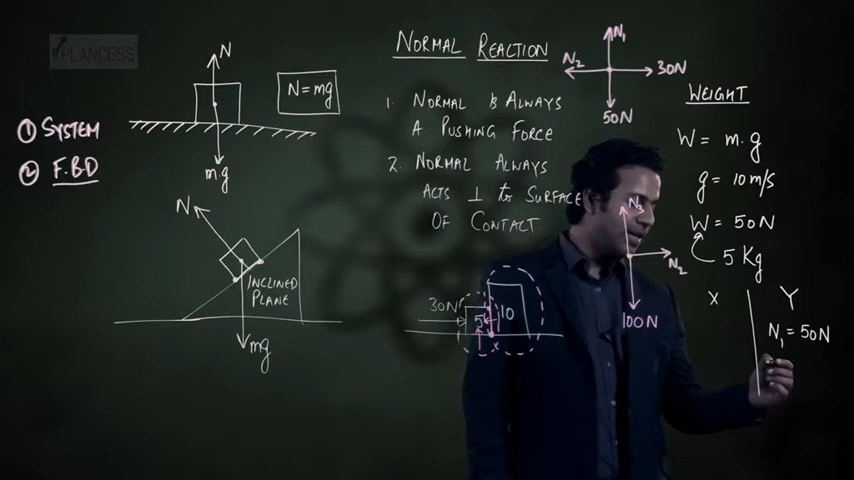 PLANCESS
N
N = mg
mg
① SYSTEM
② F.B.D
N
INCLINED
PLANE
mg
NORMAL REACTION
1. NORMAL IS ALWAYS
A PUSHING FORCE
2. NORMAL ALWAYS
ACTS ⊥ to SURFACE
OF CONTACT
N₁
N₂
30N
50N
30N
5
10
N₃
N₂
100N
WEIGHT
W = m.g
g = 10 m/s
W = 50N
5 Kg
X
Y
N₁ = 50N